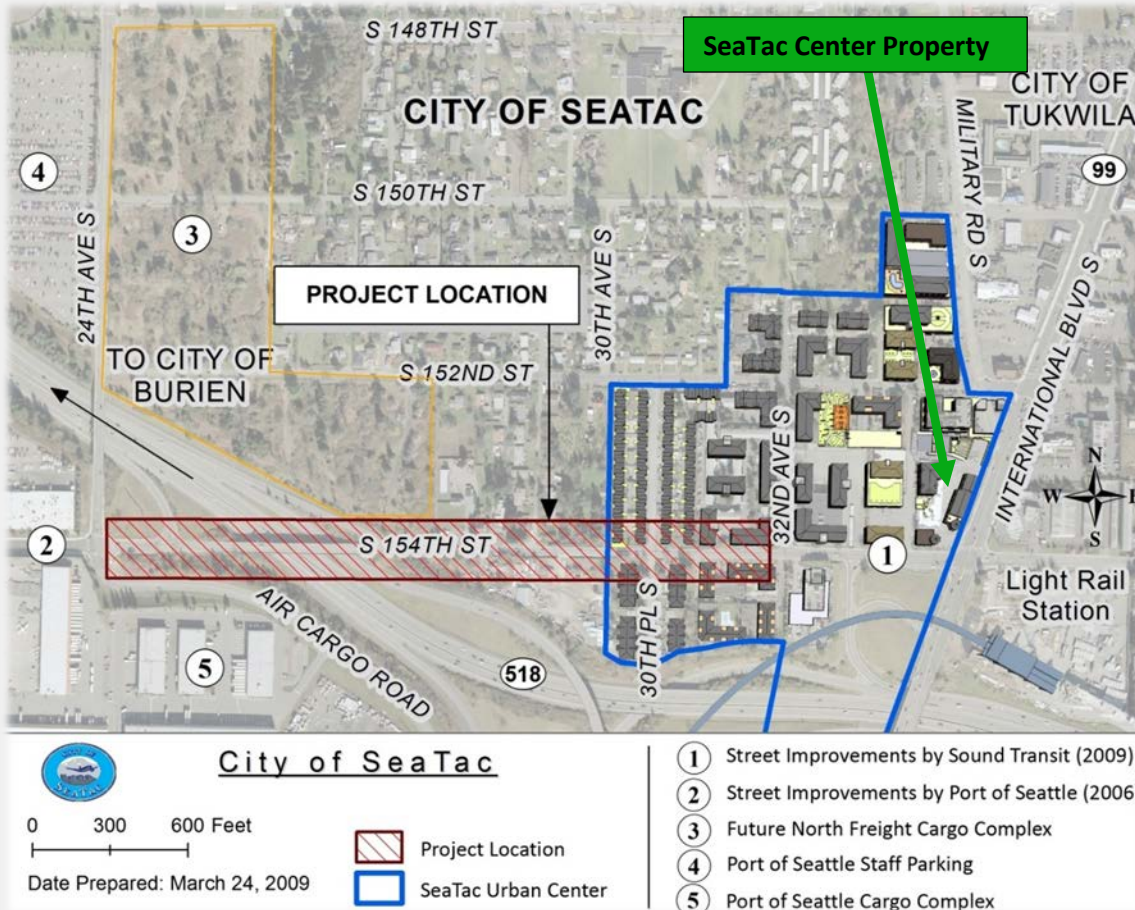 S 148TH ST
SeaTac Center Property
CITY OF SEATAC
CITY OF
TUKWILA
MILITARY RD S
99
4
S 150TH ST
24TH AVE S
3
30TH AVE S
PROJECT LOCATION
INTERNATIONAL BLVD S
TO CITY OF
BURIEN
S 152ND ST
32ND AVE S
N
W
E
S
2
S 154TH ST
1
Light Rail
Station
AIR CARGO ROAD
30TH PL S
5
518
City of SeaTac
SEATAC
0 300 600 Feet
Date Prepared: March 24, 2009
Project Location
SeaTac Urban Center
1 Street Improvements by Sound Transit (2009)
2 Street Improvements by Port of Seattle (2006
3 Future North Freight Cargo Complex
4 Port of Seattle Staff Parking
5 Port of Seattle Cargo Complex